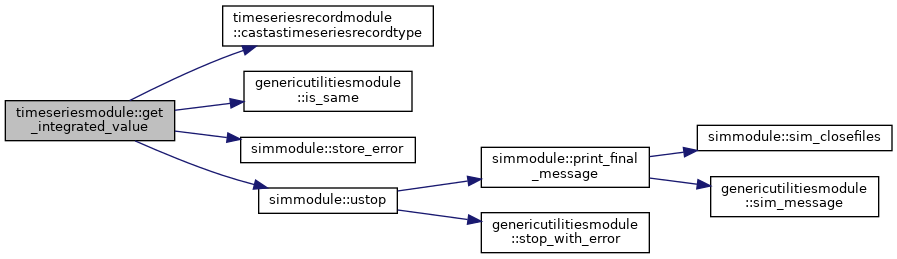 timeseriesmodule::get
_integrated_value
timeseriesrecordmodule
::castastimeseriesrecordtype
genericutilitiesmodule
::is_same
simmodule::store_error
simmodule::ustop
simmodule::print_final
_message
genericutilitiesmodule
::stop_with_error
simmodule::sim_closefiles
genericutilitiesmodule
::sim_message